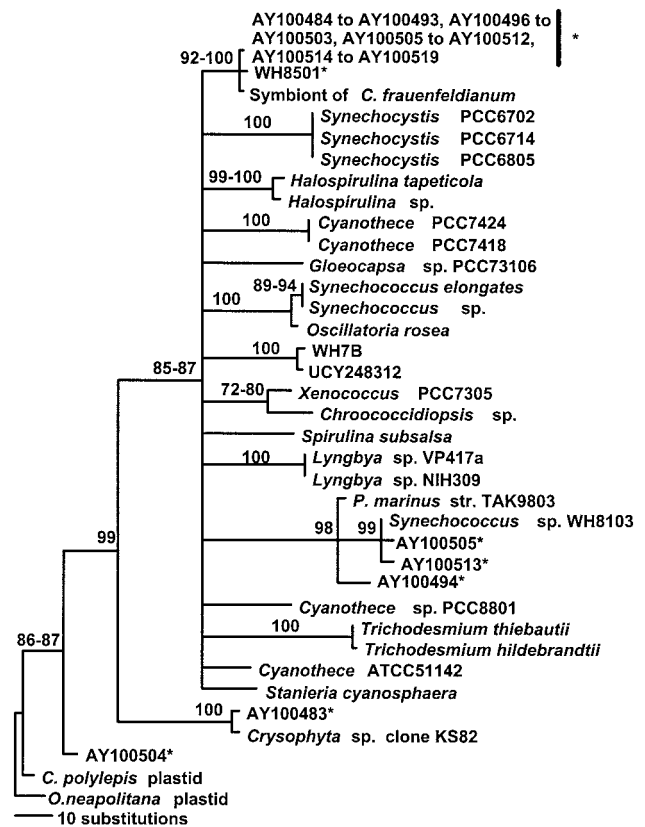 AY100484 to AY100493, AY100496 to
AY100503, AY100505 to AY100512, *
AY100514 to AY100519
92-100
WH8501*
Symbiont of C. frauenfeldianum
Synechocystis PCC6702
100
Synechocystis PCC6714
Synechocystis PCC6805
99-100
Halospirulina tapeticola
Halospirulina sp.
100
Cyanothece PCC7424
Cyanothece PCC7418
Gloeocapsa sp. PCC73106
89-94
Synechococcus elongates
100
Synechococcus sp.
Oscillatoria rosea
100
WH7B
UCY248312
85-87
72-80
Xenococcus PCC7305
Chroococcidiopsis sp.
Spirulina subsalsa
100
Lyngbya sp. VP417a
Lyngbya sp. NIH309
P. marinus str. TAK9803
98
99
Synechococcus sp. WH8103
AY100505*
AY100513*
AY100494*
99
Cyanothece sp. PCC8801
100
Trichodesmium thiebautii
Trichodesmium hildebrandtii
86-87
Cyanothece ATCC51142
Stanieria cyanosphaera
100
AY100483*
Crysophyta sp. clone KS82
AY100504*
C. polylepis plastid
O.neapolitana plastid
10 substitutions